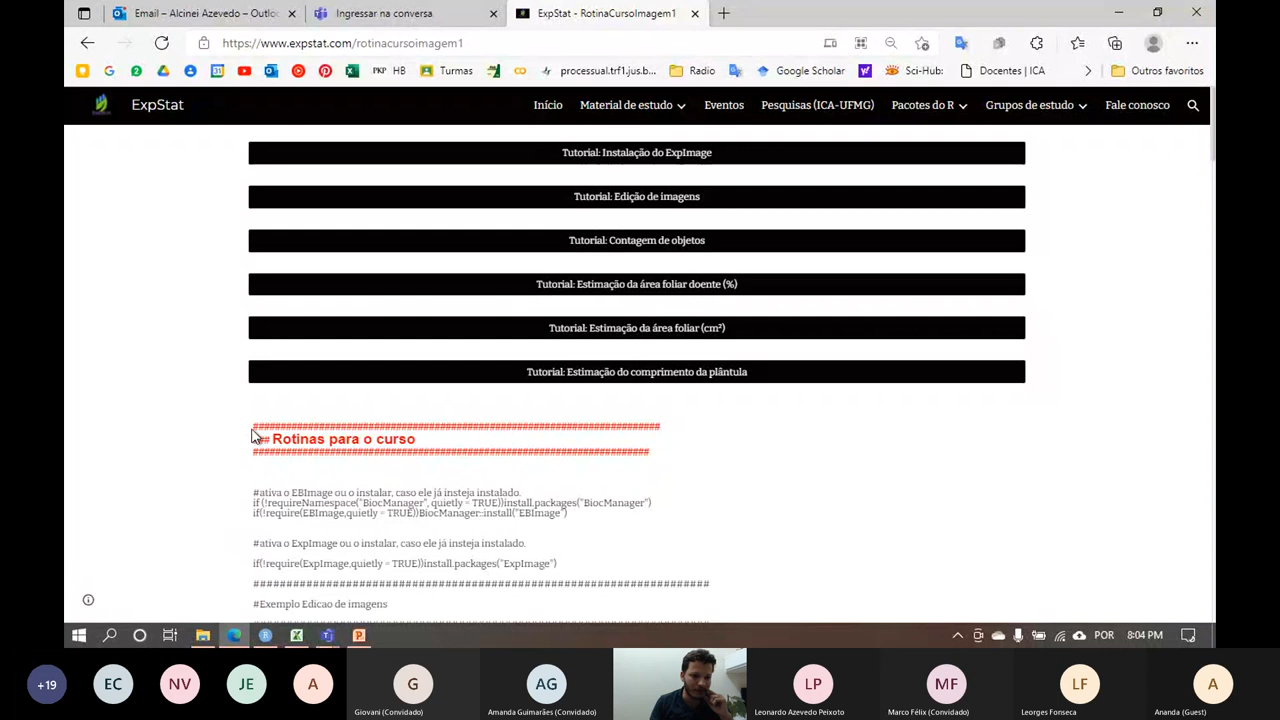 Email – Alcinei Azevedo – Outlo
Ingressar na conversa
ExpStat - RotinaCursoImagem1
https://www.expstat.com/rotinacursoimagem1
HB
Turmas
processual.trf1.jus.b...
Radio
Google Scholar
Sci-Hub:
Docentes | ICA
Outros favoritos
ExpStat
Início
Material de estudo
Eventos
Pesquisas (ICA-UFMG)
Pacotes do R
Grupos de estudo
Fale conosco
Tutorial: Instalação do ExpImage
Tutorial: Edição de imagens
Tutorial: Contagem de objetos
Tutorial: Estimação da área foliar doente (%)
Tutorial: Estimação da área foliar (cm²)
Tutorial: Estimação do comprimento da plântula
Rotinas para o curso
#ativa o EBImage ou o instalar, caso ele já insteja instalado.
if (!requireNamespace("BiocManager", quietly = TRUE))install.packages("BiocManager")
if(!require(EBImage,quietly = TRUE))BiocManager::install("EBImage")
#ativa o ExpImage ou o instalar, caso ele já insteja instalado.
if(!require(ExpImage,quietly = TRUE))install.packages("ExpImage")
#Exemplo Edicao de imagens
POR
8:04 PM
+19
EC
NV
JE
A
G
AG
LP
MF
LF
A
Giovani (Convidado)
Amanda Guimarães (Convidado)
Leonardo Azevedo Peixoto
Marco Félix (Convidado)
Leorges Fonseca
Ananda (Guest)